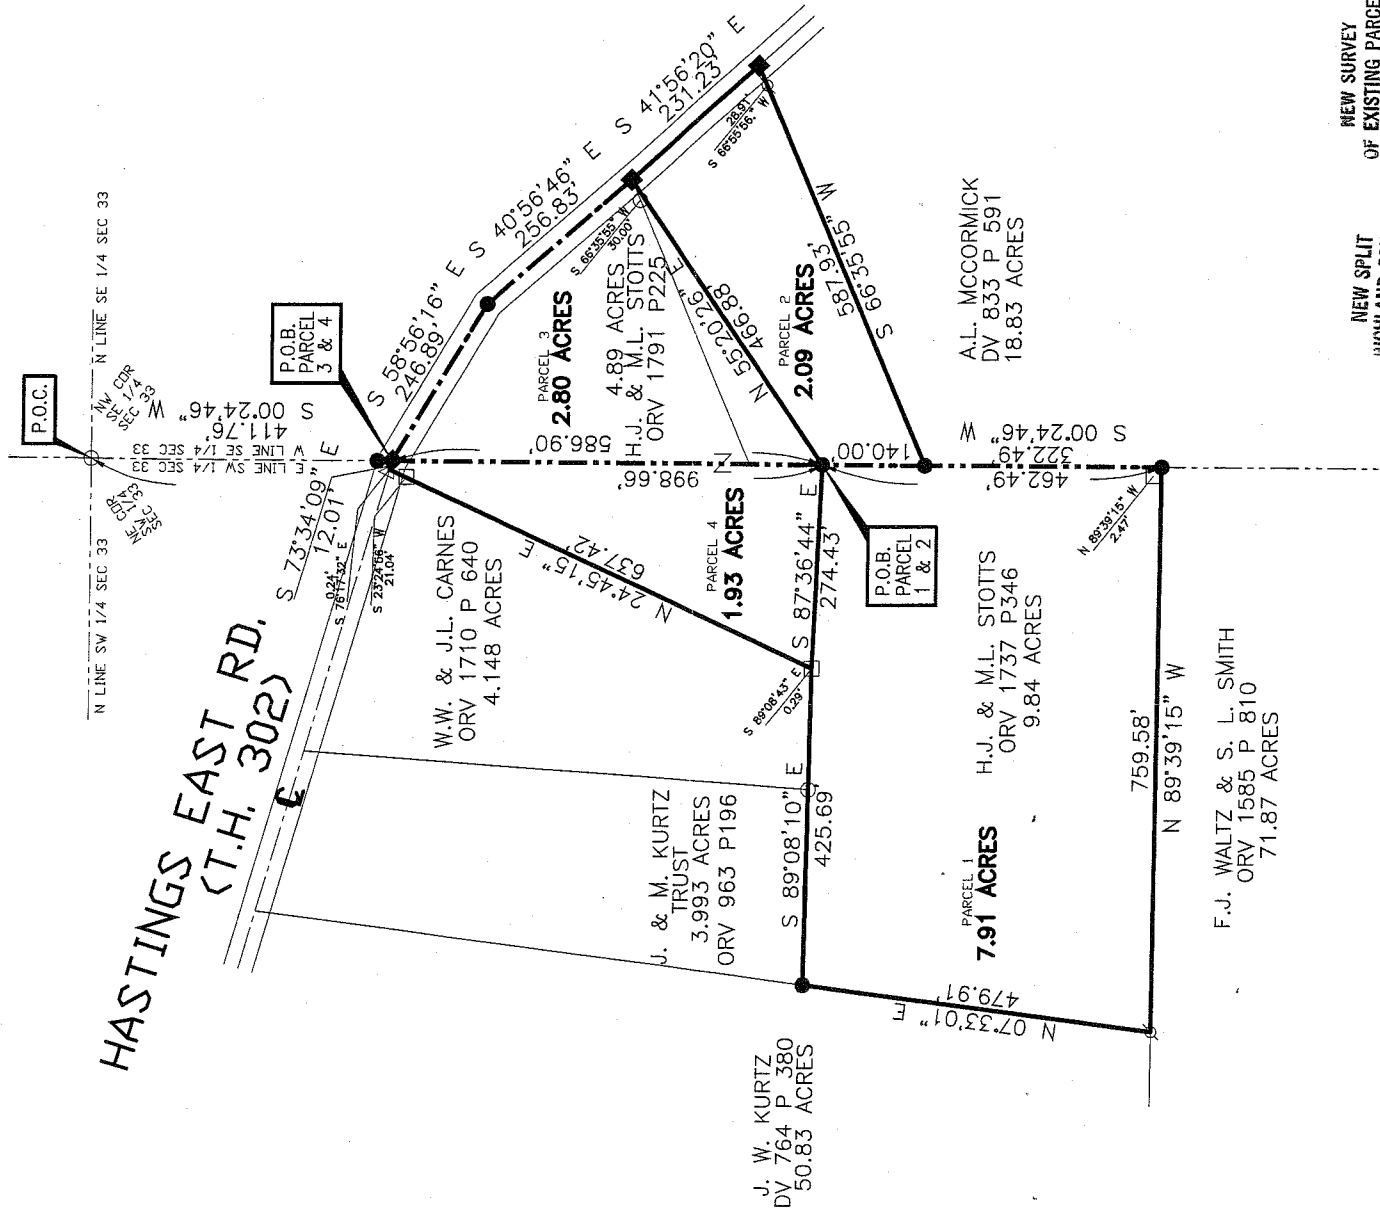 P.O.C.
N LINE SW 1/4 SEC 33
N LINE SE 1/4 SEC 33
NE COR
SW 1/4
SEC 33
NW COR
SE 1/4
SEC 33
E LINE SW 1/4 SEC 33
W LINE SE 1/4 SEC 33
411.76'
S 00°24'46" W
P.O.B.
PARCEL
3 & 4
HASTINGS EAST RD.
(T.H. 302)
S 73°34'09" E
12.01'
0.24'
S 76°17'32" E
S 23°24'56" W
21.04'
S 58°56'16" E
246.89'
S 40°56'46" E
256.83'
S 41°56'20" E
231.23'
S 66°35'55" W
30.00'
28.91'
S 66°55'56" W
PARCEL 3
2.80 ACRES
4.89 ACRES
H.J. & M.L. STOTTS
ORV 1791 P225
586.90'
998.66'
N
N 55°20'26" E
466.88'
PARCEL 2
2.09 ACRES
587.93'
S 66°35'55" W
A.L. MCCORMICK
DV 833 P 591
18.83 ACRES
W.W. & J.L. CARNES
ORV 1710 P 640
4.148 ACRES
N 24°45'15" E
637.42'
PARCEL 4
1.93 ACRES
S 87°36'44" E
274.43'
140.00'
S 00°24'46" W
322.49'
462.49'
P.O.B.
PARCEL
1 & 2
N 89°39'15" W
2.47'
S 89°08'43" E
0.29'
J. & M. KURTZ
TRUST
3.993 ACRES
ORV 963 P196
S 89°08'10" E
425.69
H.J. & M.L. STOTTS
ORV 1737 P346
9.84 ACRES
PARCEL 1
7.91 ACRES
N 07°33'01" E
479.91'
759.58'
N 89°39'15" W
J. W. KURTZ
DV 764 P 380
50.83 ACRES
F.J. WALTZ & S. L. SMITH
ORV 1585 P 810
71.87 ACRES
NEW SURVEY
OF EXISTING PARCE
NEW SPLIT